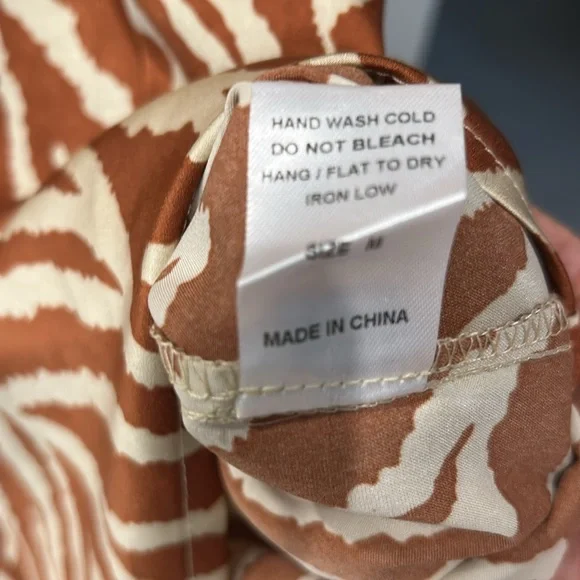 HAND WASH COLD
DO NOT BLEACH
HANG / FLAT TO DRY
IRON LOW
SIZE M
MADE IN CHINA